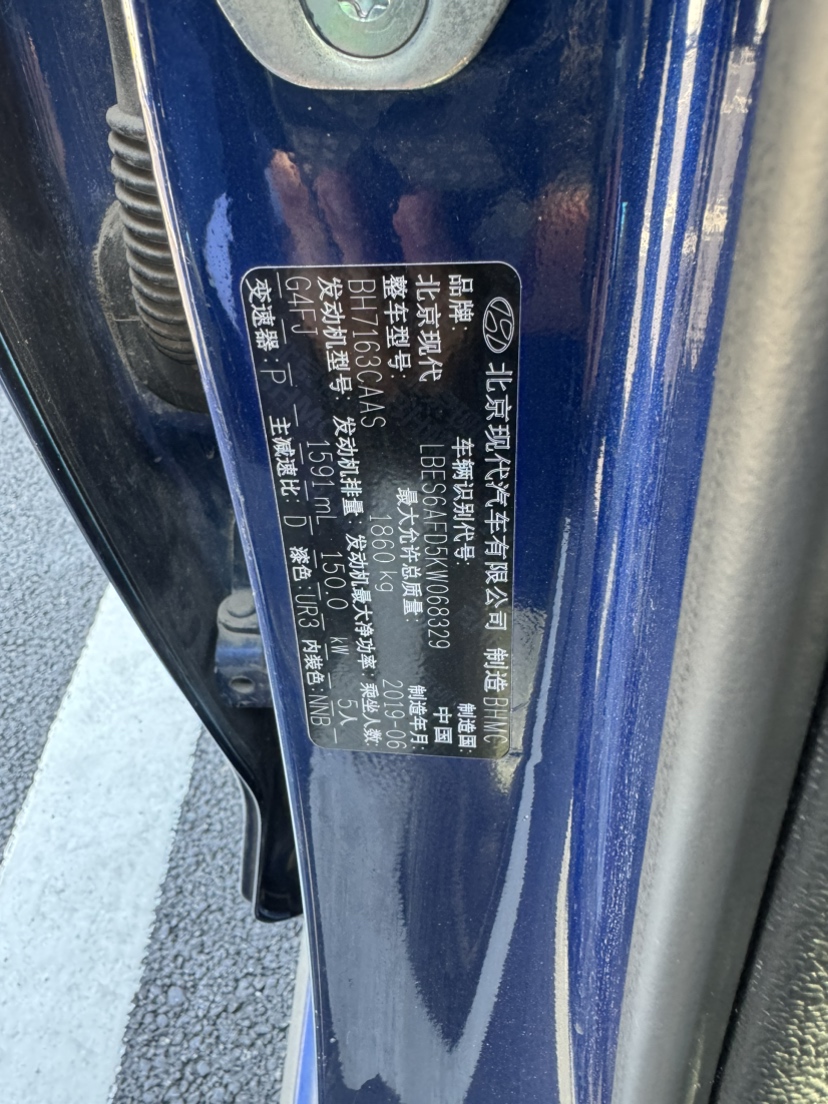 北京现代汽车有限公司 制造 BHMC
品牌: 车辆识别代号: 制造国:
北京现代 LBES6AFD5KW068329 中国
整车型号: 最大允许总质量: 制造年月:
BH7163CAAS 1860 kg 2019-06
发动机型号: 发动机排量: 发动机最大净功率: 乘坐人数:
G4FJ 1591 mL 150.0 kW 5人
变速器: P 主减速比: D 漆色: UR3 内装色: NNB